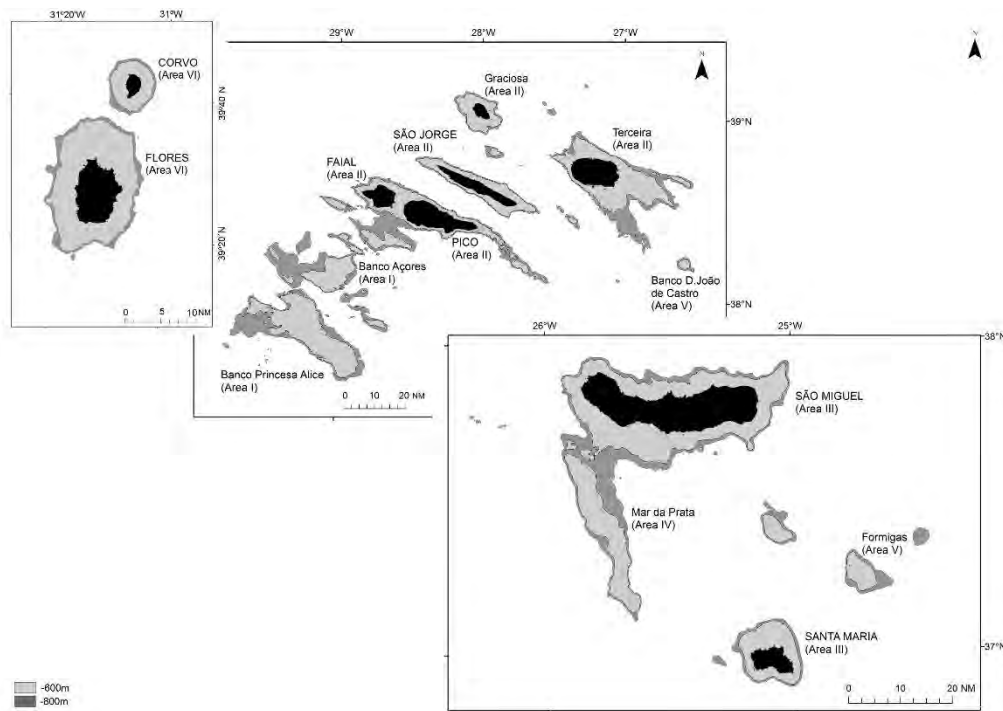 31°20W
31°W
CORVO
(Area VI)
39°40 N
FLORES
(Area VI)
39°20 N
0
5
10NM
29°W
28°W
27°W
N
N
Graciosa
(Area II)
39°N
SÃO JORGE
(Area II)
Terceira
(Area II)
FAIAL
(Area II)
PICO
(Area II)
Banco Açores
(Area I)
Banco D.João
de Castro
(Area V)
38°N
Banco Princesa Alice
(Area I)
0
10
20 NM
29°W
28°W
26°W
25°W
38°N
SÃO MIGUEL
(Area III)
Mar da Prata
(Area IV)
Formigas
(Area V)
SANTA MARIA
(Area III)
37°N
0
10
20 NM
-600m
-800m